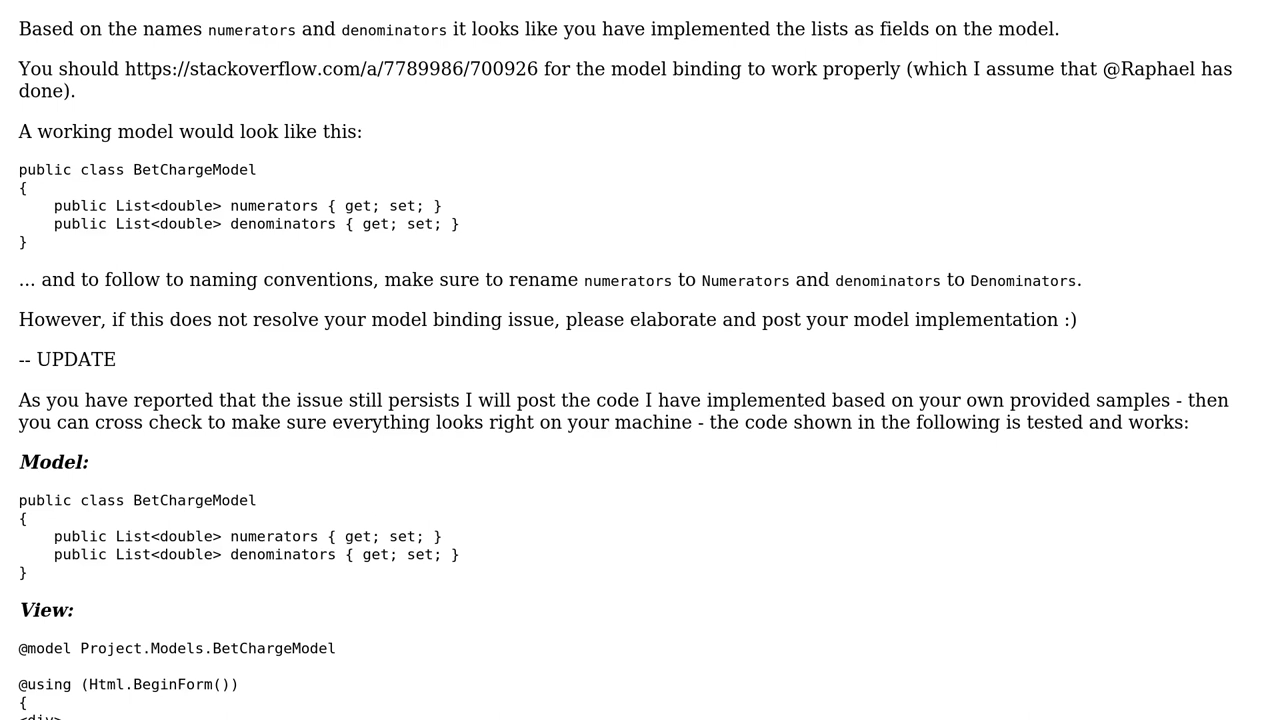 Based on the names numerators and denominators it looks like you have implemented the lists as fields on the model.
You should https://stackoverflow.com/a/7789986/700926 for the model binding to work properly (which I assume that @Raphael has
done).
A working model would look like this:
public class BetChargeModel
{
    public List<double> numerators { get; set; }
    public List<double> denominators { get; set; }
}
... and to follow to naming conventions, make sure to rename numerators to Numerators and denominators to Denominators.
However, if this does not resolve your model binding issue, please elaborate and post your model implementation :)
-- UPDATE
As you have reported that the issue still persists I will post the code I have implemented based on your own provided samples - then
you can cross check to make sure everything looks right on your machine - the code shown in the following is tested and works:
Model:
public class BetChargeModel
{
    public List<double> numerators { get; set; }
    public List<double> denominators { get; set; }
}
View:
@model Project.Models.BetChargeModel
@using (Html.BeginForm())
{
<div>